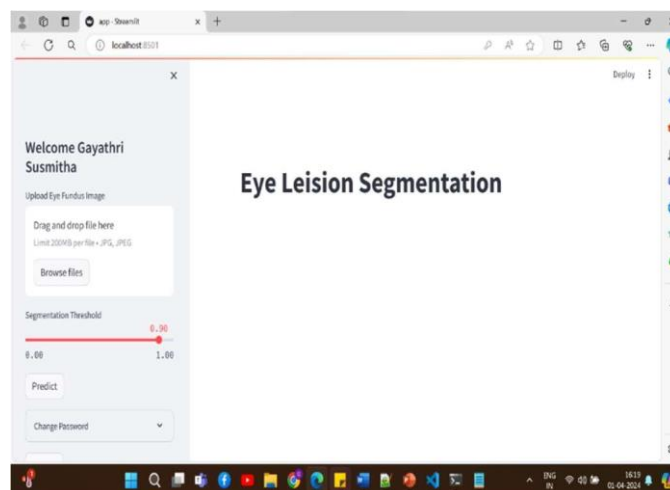 app · Streamlit
localhost:8501
Deploy
Welcome Gayathri
Susmitha
Upload Eye Fundus Image
Drag and drop file here
Limit 200MB per file • JPG, JPEG
Browse files
Segmentation Threshold
0.90
0.00 1.00
Predict
Change Password
Eye Leision Segmentation
ENG
IN
16:19
01-04-2024